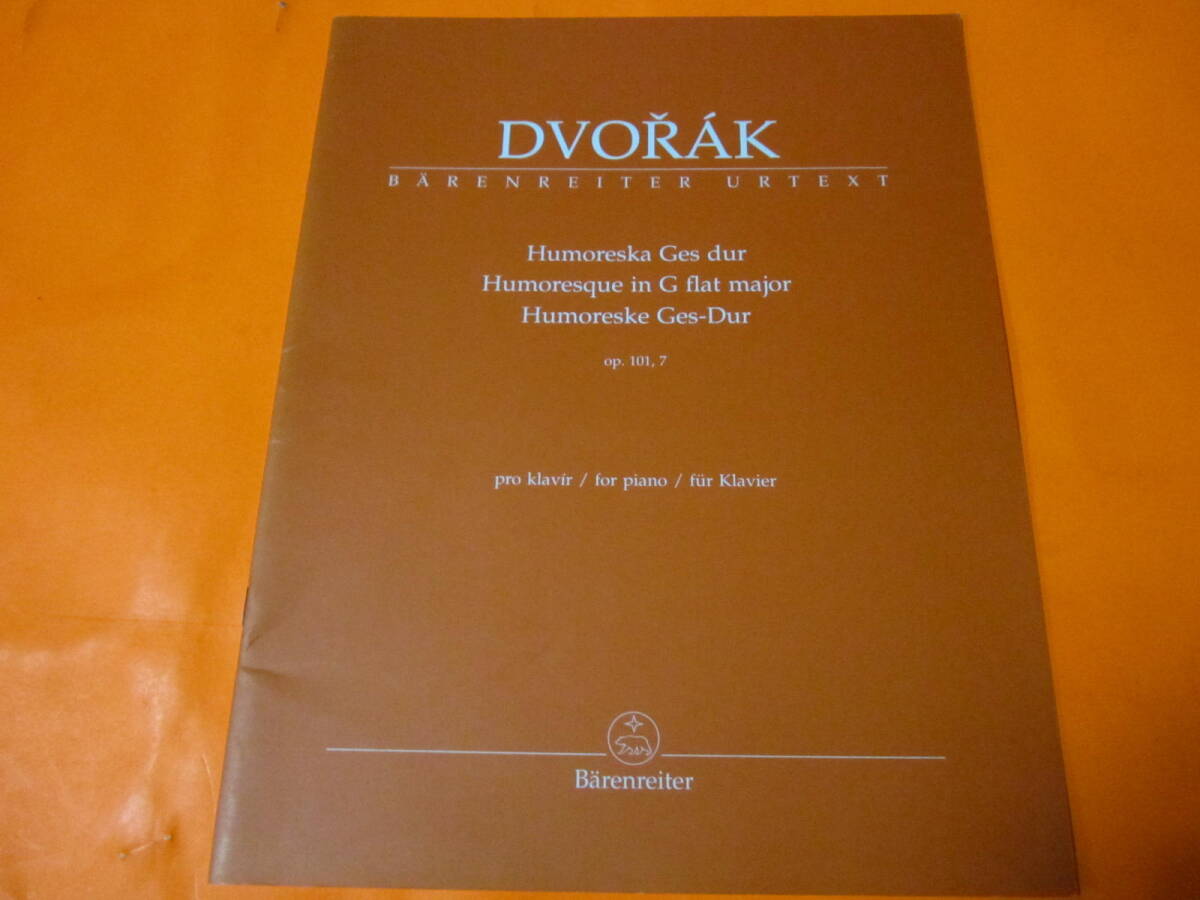 DVOŘÁK
BÄRENREITER URTEXT
Humoreska Ges dur
Humoresque in G flat major
Humoreske Ges-Dur
op. 101, 7
pro klavír / for piano / für Klavier
Bärenreiter